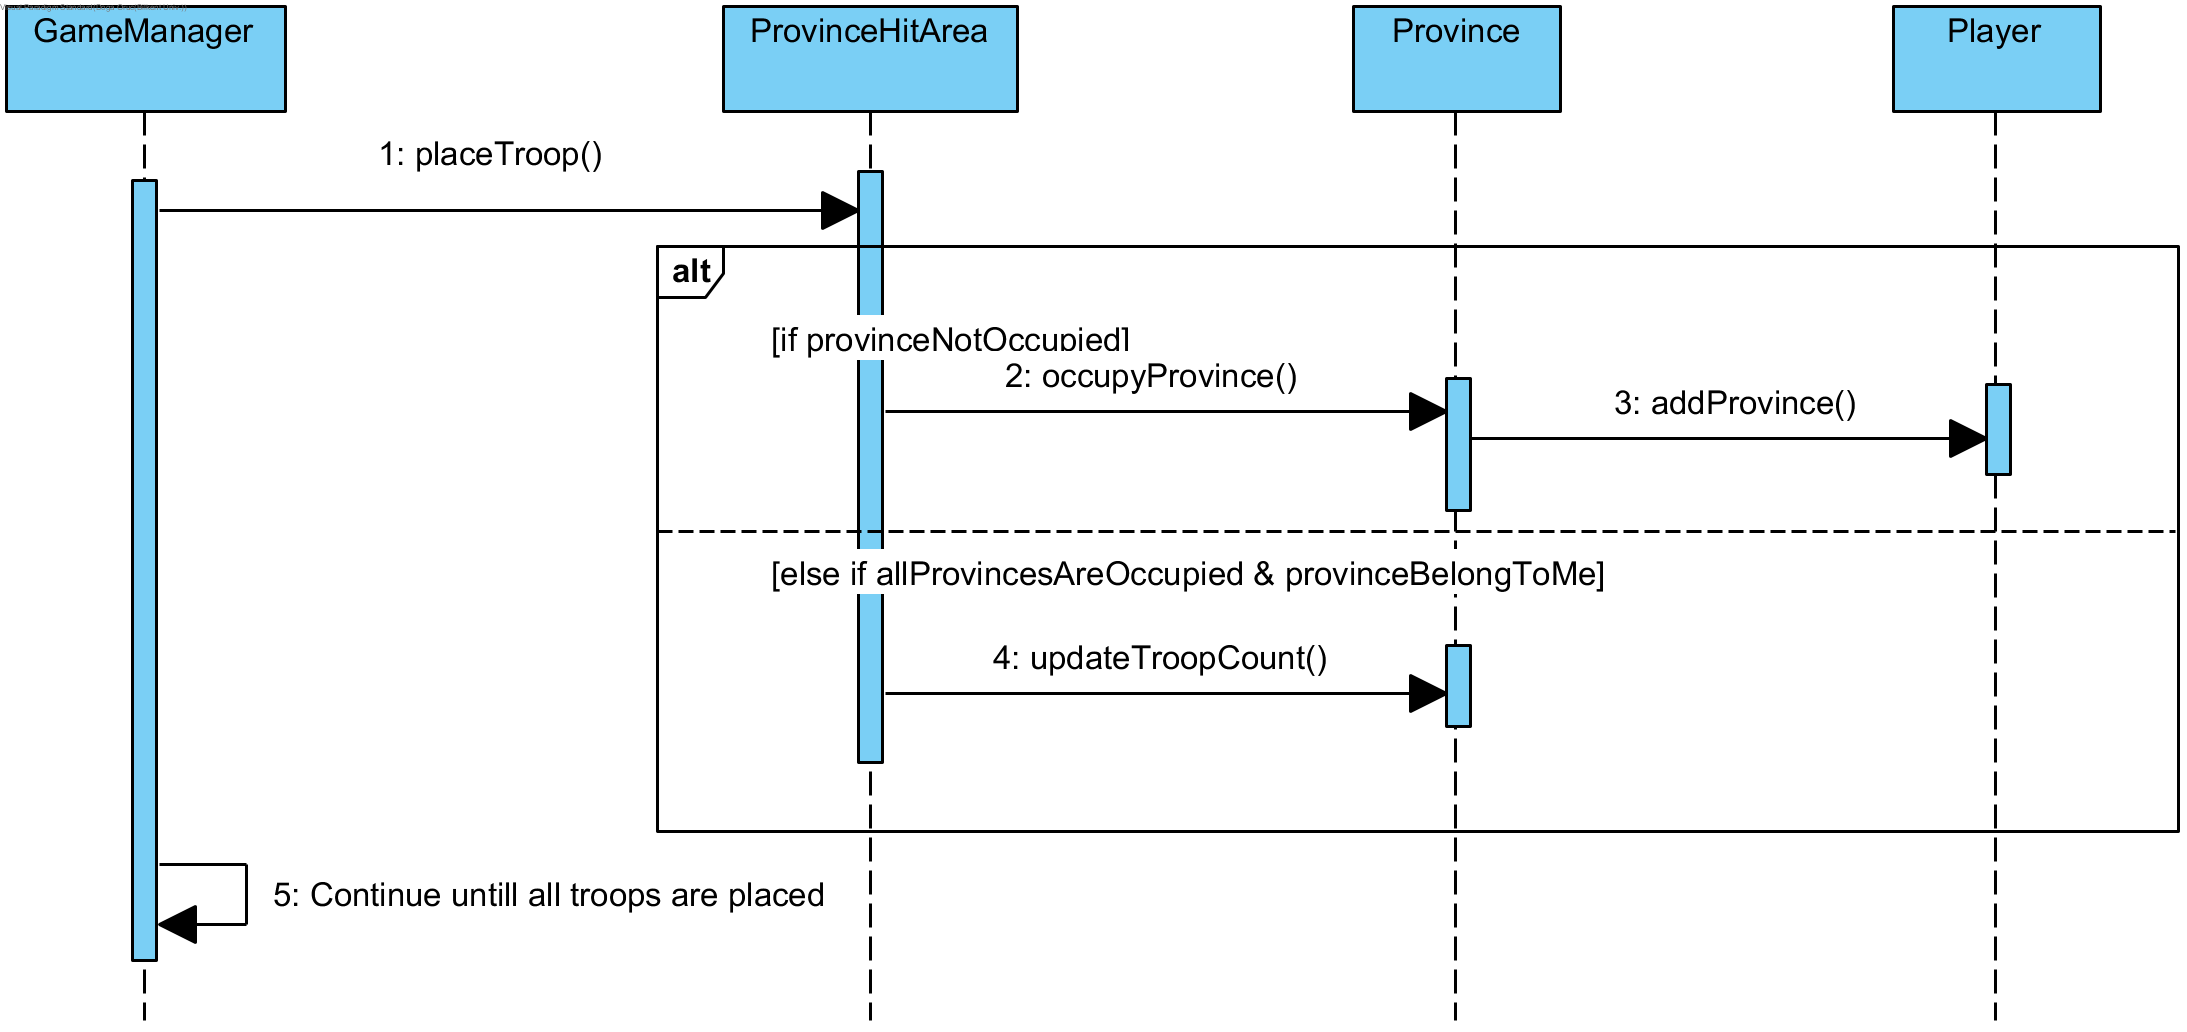 GameManager
ProvinceHitArea
Province
Player
1: placeTroop()
alt
[if provinceNotOccupied]
2: occupyProvince()
3: addProvince()
[else if allProvincesAreOccupied & provinceBelongToMe]
4: updateTroopCount()
5: Continue untill all troops are placed